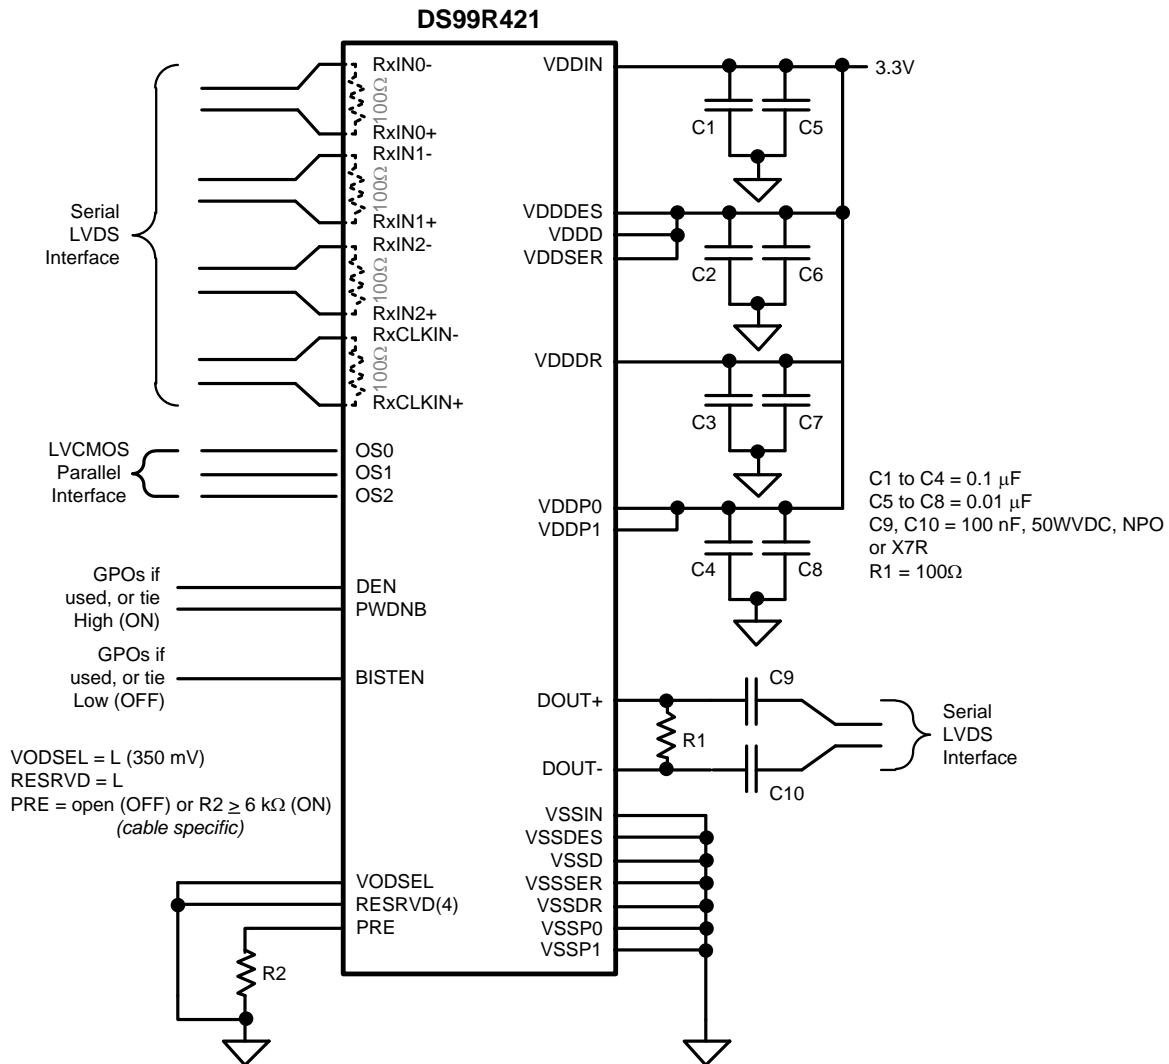 DS99R421
RxIN0-
100Ω
RxIN0+
RxIN1-
100Ω
RxIN1+
RxIN2-
100Ω
RxIN2+
RxCLKIN-
100Ω
RxCLKIN+
Serial
LVDS
Interface
LVCMOS
Parallel
Interface
OS0
OS1
OS2
GPOs if
used, or tie
High (ON)
DEN
PWDNB
GPOs if
used, or tie
Low (OFF)
BISTEN
VODSEL = L (350 mV)
RESRVD = L
PRE = open (OFF) or R2 ≥ 6 kΩ (ON)
(cable specific)
VODSEL
RESRVD(4)
PRE
R2
VDDIN
3.3V
C1
C5
VDDDES
VDDD
VDDSER
C2
C6
VDDDR
C3
C7
VDDP0
VDDP1
C4
C8
C1 to C4 = 0.1 μF
C5 to C8 = 0.01 μF
C9, C10 = 100 nF, 50WVDC, NPO
or X7R
R1 = 100Ω
DOUT+
C9
R1
DOUT-
C10
Serial
LVDS
Interface
VSSIN
VSSDES
VSSD
VSSSER
VSSDR
VSSP0
VSSP1